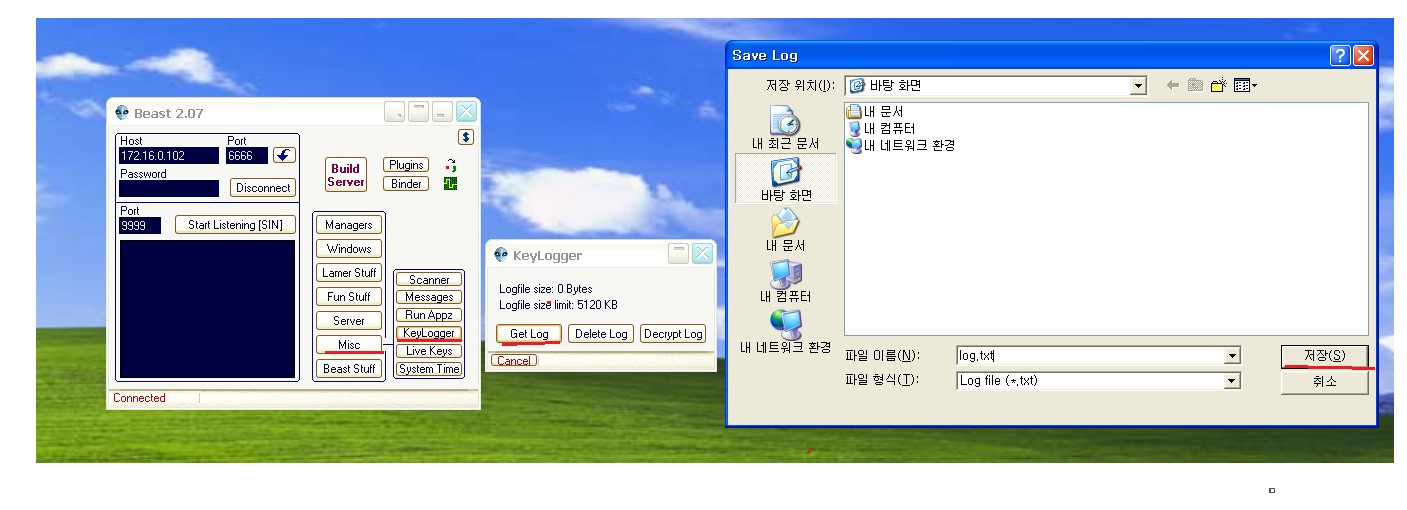 Beast 2.07
Host
Port
172.16.0.102
6666
Password
Disconnect
Port
9999
Start Listening [SIN]
$
Build
Server
Plugins
Binder
Managers
Windows
Lamer Stuff
Fun Stuff
Server
Misc
Beast Stuff
Scanner
Messages
Run Appz
KeyLogger
Live Keys
System Time
Connected
KeyLogger
Logfile size: 0 Bytes
Logfile size limit: 5120 KB
Get Log
Delete Log
Decrypt Log
Cancel
Save Log
저장 위치(I):
바탕 화면
내 최근 문서
바탕 화면
내 문서
내 컴퓨터
내 네트워크 환경
내 문서
내 컴퓨터
내 네트워크 환경
파일 이름(N):
log.txt
저장(S)
파일 형식(T):
Log file (*.txt)
취소